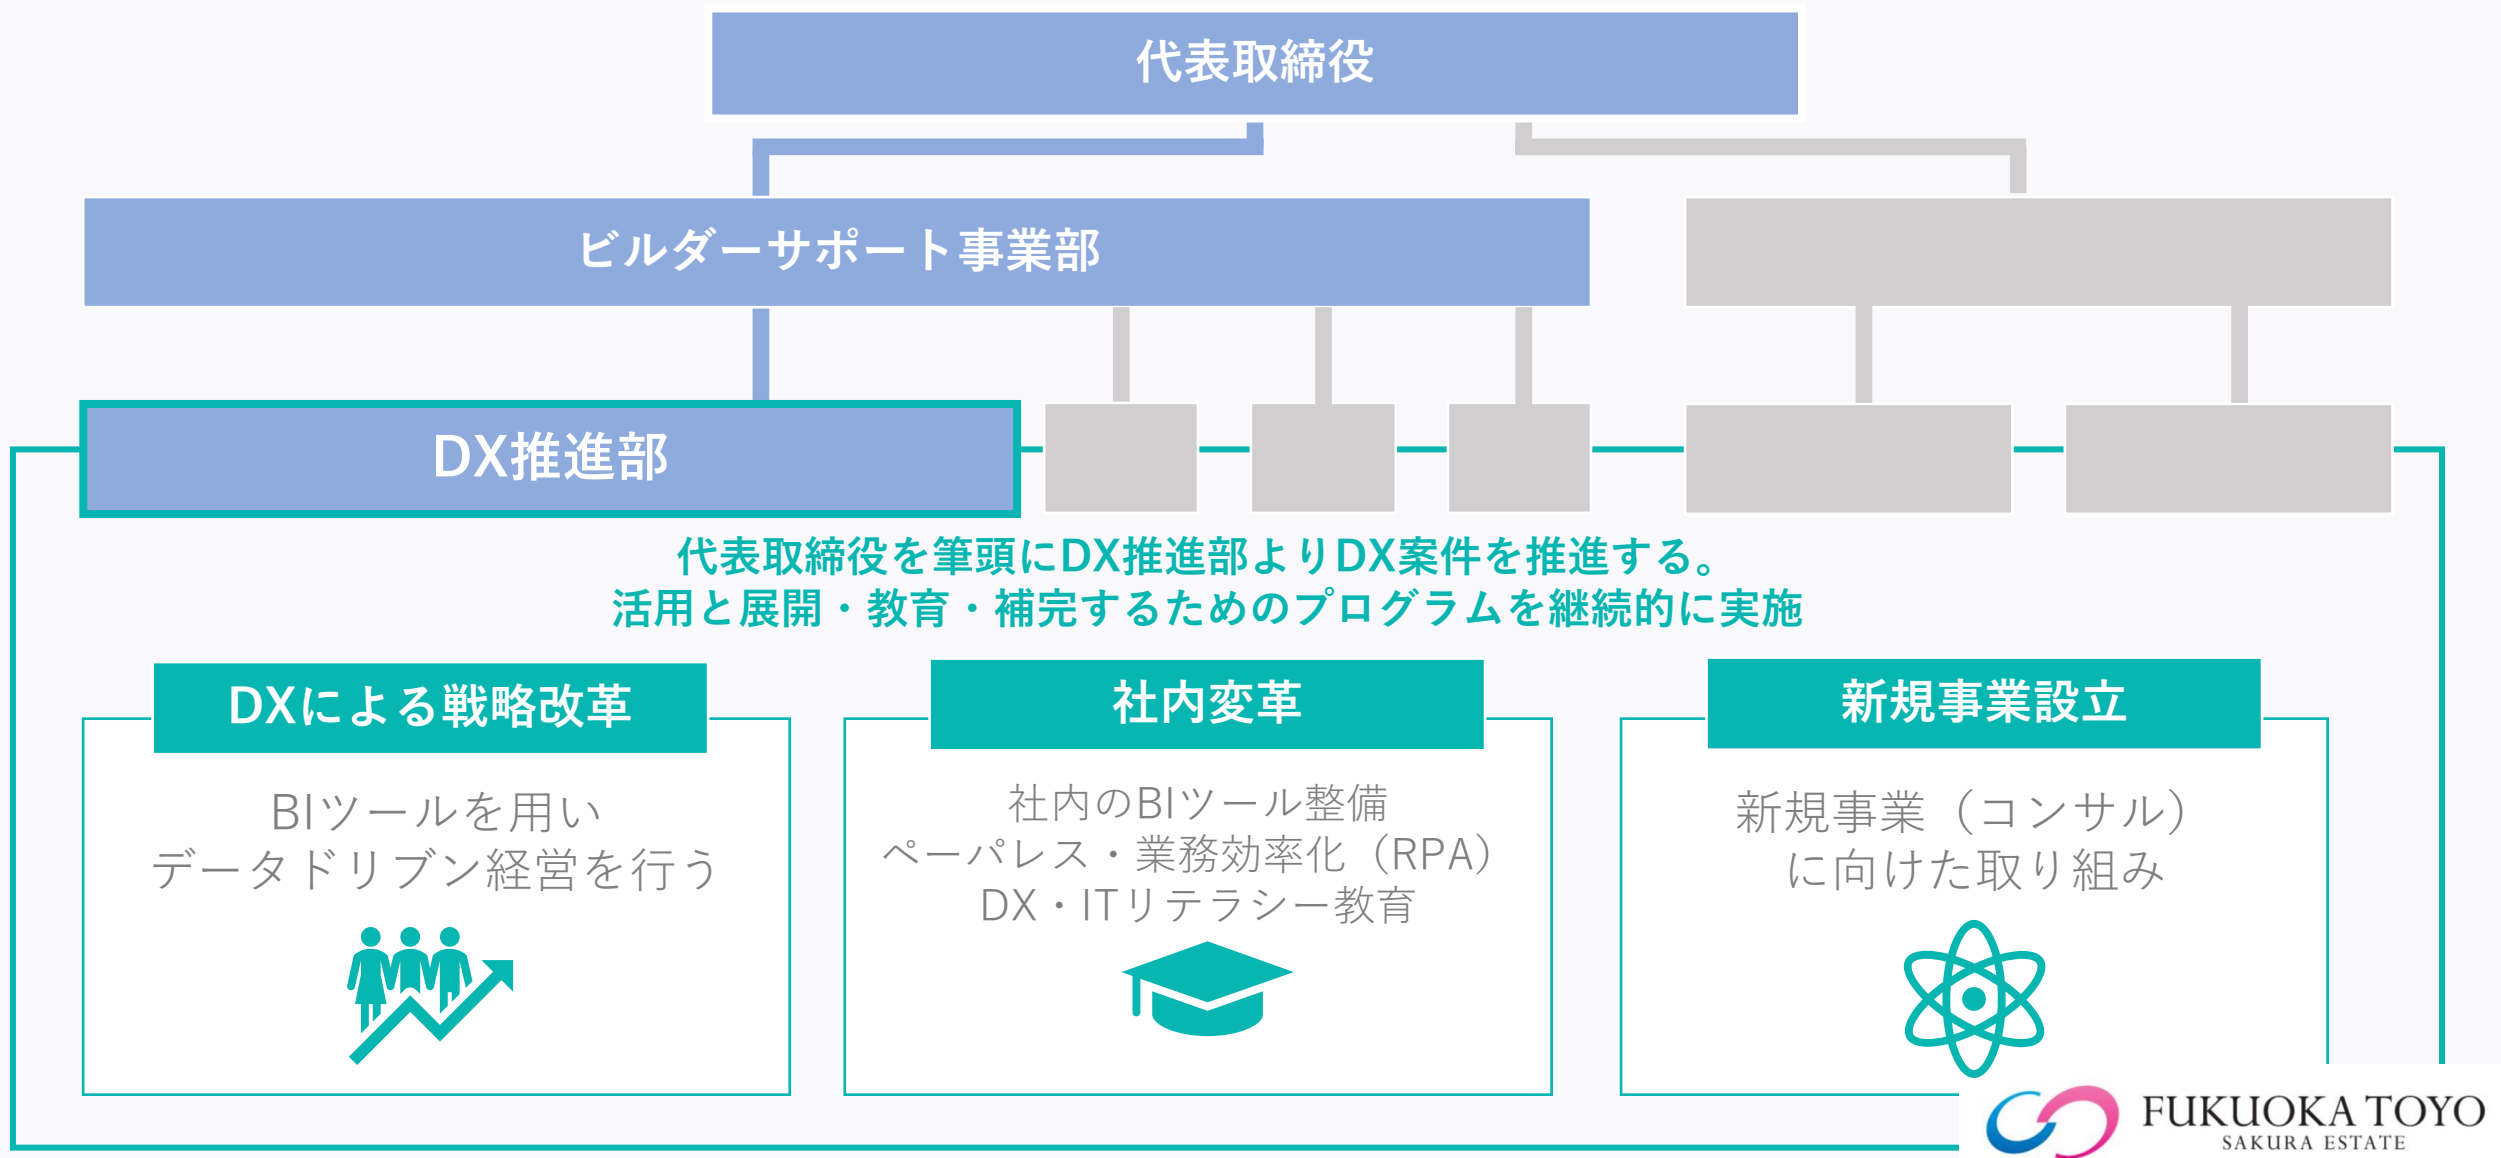 代表取締役
ビルダーサポート事業部
DX推進部
代表取締役を筆頭にDX推進部よりDX案件を推進する。
活用と展開・教育・補完するためのプログラムを継続的に実施
DXによる戦略改革
BIツールを用い
データドリブン経営を行う
社内変革
社内のBIツール整備
ペーパレス・業務効率化（RPA）
DX・ITリテラシー教育
新規事業設立
新規事業（コンサル）
に向けた取り組み
FUKUOKA TOYO
SAKURA ESTATE